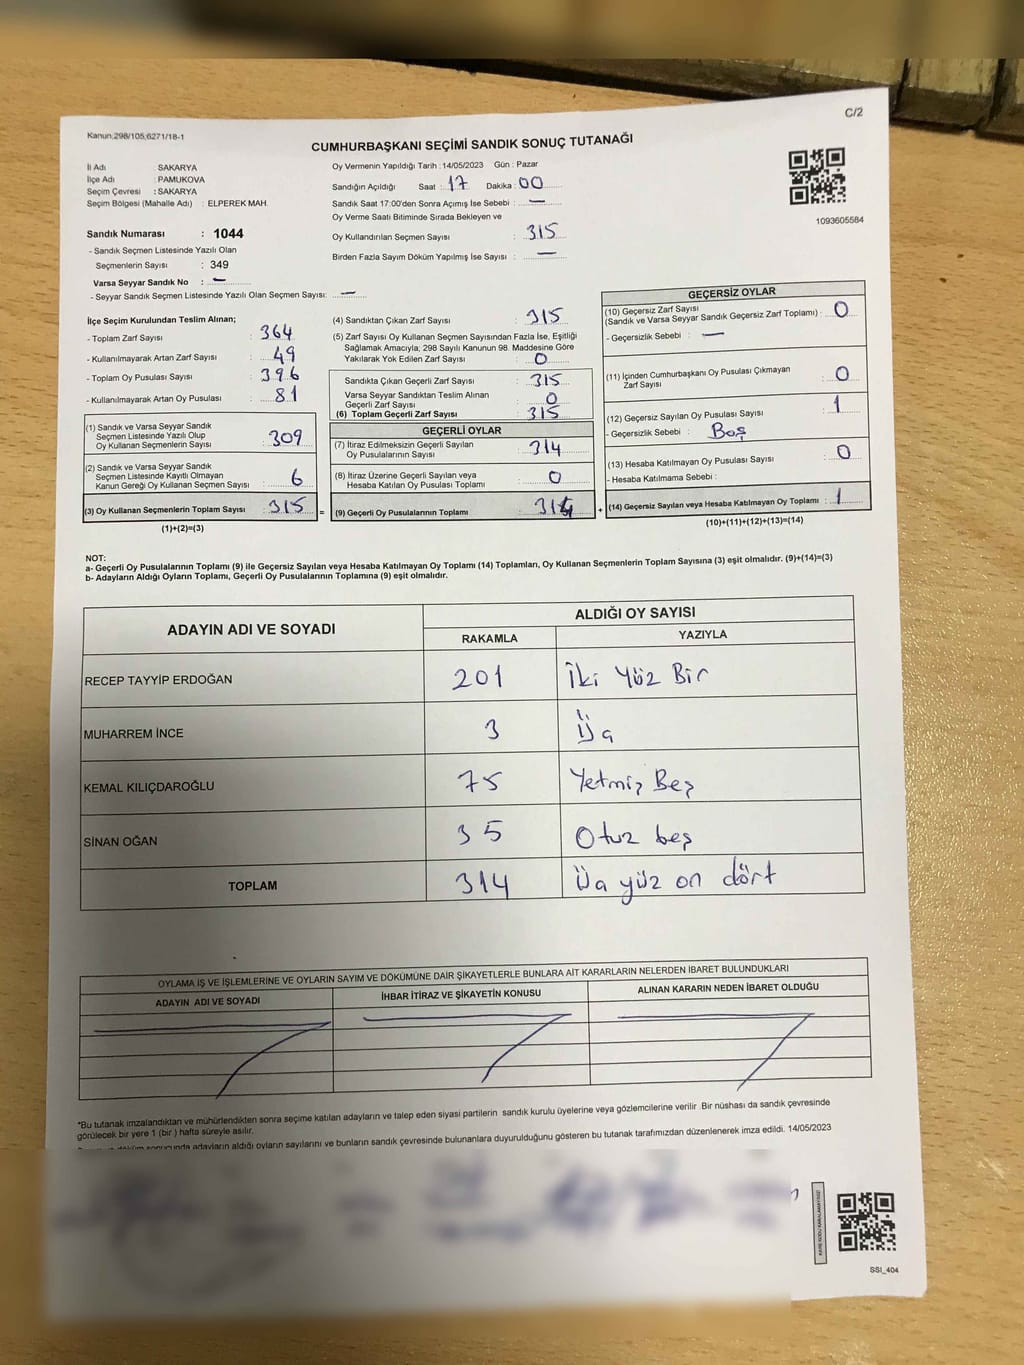 C/2
Kanun,298/105,6271/18-1
CUMHURBAŞKANI SEÇİMİ SANDIK SONUÇ TUTANAĞI
İl Adı SAKARYA
İlçe Adı : PAMUKOVA
Seçim Çevresi : SAKARYA
Seçim Bölgesi (Mahalle Adı) : ELPEREK MAH.
Sandık Numarası : 1044
- Sandık Seçmen Listesinde Yazılı Olan
Seçmenlerin Sayısı : 349
Varsa Seyyar Sandık No : —
- Seyyar Sandık Seçmen Listesinde Yazılı Olan Seçmen Sayısı: —
Oy Vermenin Yapıldığı Tarih : 14/05/2023 Gün : Pazar
Sandığın Açıldığı Saat : 17 Dakika : 00
Sandık Saat 17:00'den Sonra Açımış İse Sebebi : —
Oy Verme Saati Bitiminde Sırada Bekleyen ve
Oy Kullandırılan Seçmen Sayısı : 315
Birden Fazla Sayım Döküm Yapılmış İse Sayısı : —
1093605584
İlçe Seçim Kurulundan Teslim Alınan;
- Toplam Zarf Sayısı : 364
- Kullanılmayarak Artan Zarf Sayısı : 49
- Toplam Oy Pusulası Sayısı : 396
- Kullanılmayarak Artan Oy Pusulası : 81
(1) Sandık ve Varsa Seyyar Sandık
Seçmen Listesinde Yazılı Olup
Oy Kullanan Seçmenlerin Sayısı : 309
(2) Sandık ve Varsa Seyyar Sandık
Seçmen Listesinde Kayıtlı Olmayan
Kanun Gereği Oy Kullanan Seçmen Sayısı : 6
(3) Oy Kullanan Seçmenlerin Toplam Sayısı : 315 =
(1)+(2)=(3)
(4) Sandıktan Çıkan Zarf Sayısı : 315
(5) Zarf Sayısı Oy Kullanan Seçmen Sayısından Fazla İse, Eşitliği
Sağlamak Amacıyla; 298 Sayılı Kanunun 98. Maddesine Göre
Yakılarak Yok Edilen Zarf Sayısı : 0
Sandıkta Çıkan Geçerli Zarf Sayısı : 315
Varsa Seyyar Sandıktan Teslim Alınan
Geçerli Zarf Sayısı : 0
(6) Toplam Geçerli Zarf Sayısı : 315
GEÇERLİ OYLAR
(7) İtiraz Edilmeksizin Geçerli Sayılan
Oy Pusulalarının Sayısı : 314
(8) İtiraz Üzerine Geçerli Sayılan veya
Hesaba Katılan Oy Pusulası Toplamı : 0
(9) Geçerli Oy Pusulalarının Toplamı : 314 +
GEÇERSİZ OYLAR
(10) Geçersiz Zarf Sayısı
(Sandık ve Varsa Seyyar Sandık Geçersiz Zarf Toplamı) : 0
- Geçersizlik Sebebi : —
(11) İçinden Cumhurbaşkanı Oy Pusulası Çıkmayan
Zarf Sayısı : 0
(12) Geçersiz Sayılan Oy Pusulası Sayısı : 1
- Geçersizlik Sebebi : Boş
(13) Hesaba Katılmayan Oy Pusulası Sayısı : 0
- Hesaba Katılmama Sebebi :
(14) Geçersiz Sayılan veya Hesaba Katılmayan Oy Toplamı : 1
(10)+(11)+(12)+(13)=(14)
NOT:
a- Geçerli Oy Pusulalarının Toplamı (9) ile Geçersiz Sayılan veya Hesaba Katılmayan Oy Toplamı (14) Toplamları, Oy Kullanan Seçmenlerin Toplam Sayısına (3) eşit olmalıdır. (9)+(14)=(3)
b- Adayların Aldığı Oyların Toplamı, Geçerli Oy Pusulalarının Toplamına (9) eşit olmalıdır.
ADAYIN ADI VE SOYADI ALDIĞI OY SAYISI
RAKAMLA YAZIYLA
RECEP TAYYİP ERDOĞAN 201 İki Yüz Bir
MUHARREM İNCE 3 Üç
KEMAL KILIÇDAROĞLU 75 Yetmiş Beş
SİNAN OĞAN 35 Otuz beş
TOPLAM 314 Üç yüz on dört
OYLAMA İŞ VE İŞLEMLERİNE VE OYLARIN SAYIM VE DÖKÜMÜNE DAİR ŞİKAYETLERLE BUNLARA AİT KARARLARIN NELERDEN İBARET BULUNDUKLARI
ADAYIN ADI VE SOYADI İHBAR İTİRAZ VE ŞİKAYETİN KONUSU ALINAN KARARIN NEDEN İBARET OLDUĞU
*Bu tutanak imzalandıktan ve mühürlendikten sonra seçime katılan adayların ve talep eden siyasi partilerin sandık kurulu üyelerine veya gözlemcilerine verilir. Bir nüshası da sandık çevresinde
görülecek bir yere 1 (bir) hafta süreyle asılır.
sonucunda adayların aldığı oyların sayılarını ve bunların sandık çevresinde bulunanlara duyurulduğunu gösteren bu tutanak tarafımızdan düzenlenerek imza edildi. 14/05/2023
SSI_404